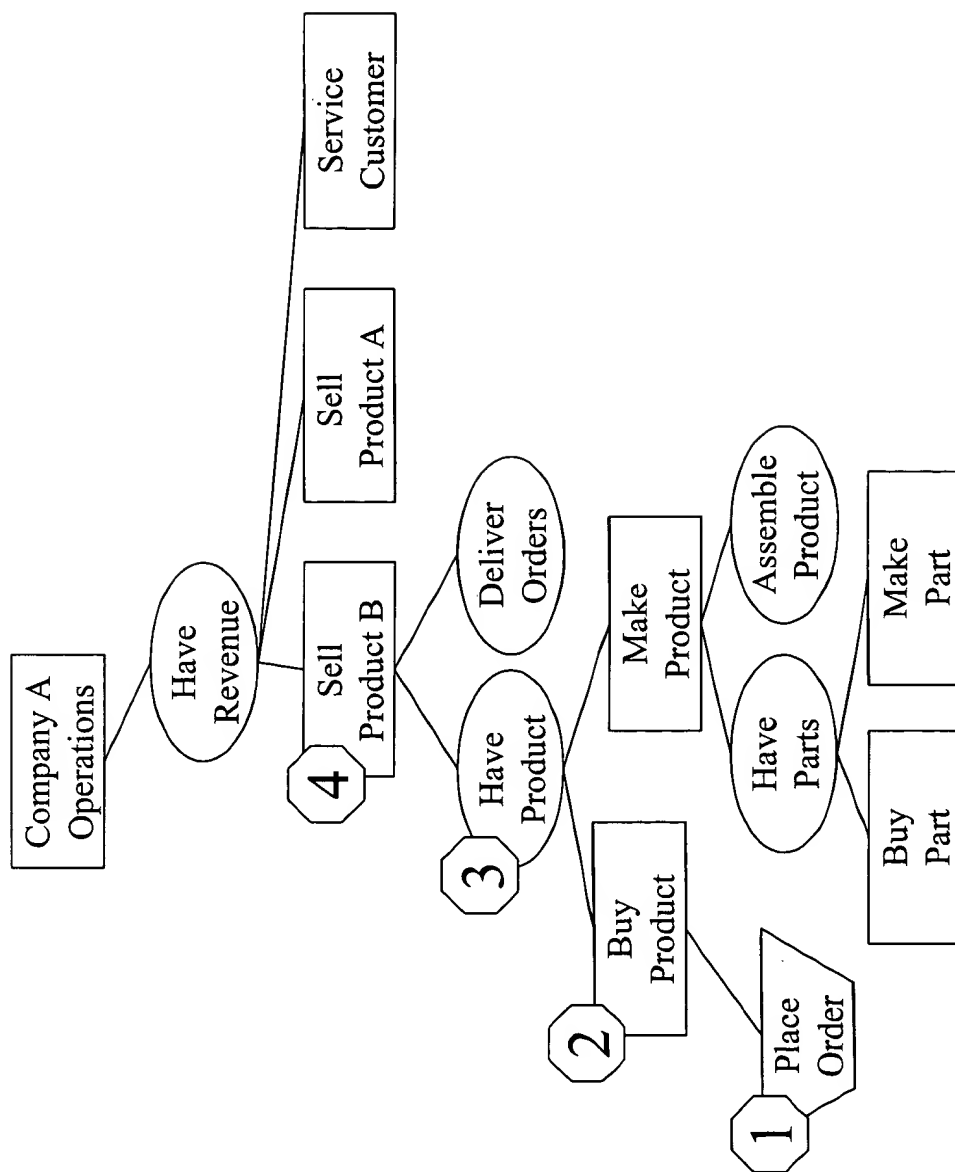 Company A
Operations
Have
Revenue
4
Sell
Product B
Sell
Product A
Service
Customer
3
Have
Product
Deliver
Orders
2
Buy
Product
Make
Product
1
Place
Order
Have
Parts
Assemble
Product
Buy
Part
Make
Part